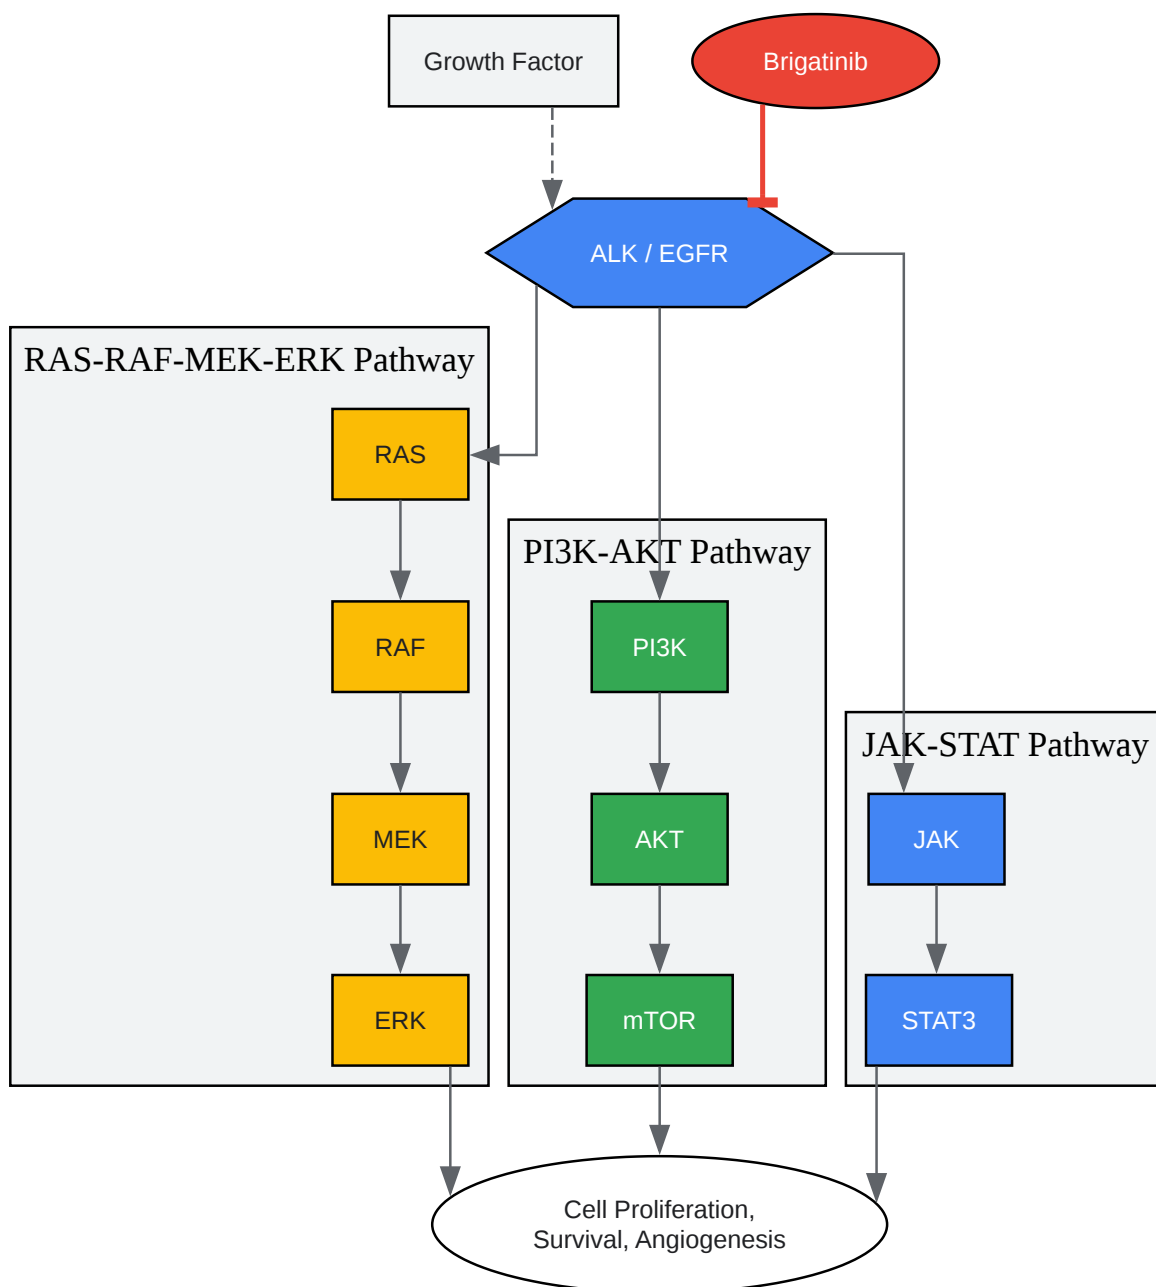 Growth Factor
Brigatinib
ALK / EGFR
RAS-RAF-MEK-ERK Pathway
RAS
RAF
MEK
ERK
PI3K-AKT Pathway
PI3K
AKT
mTOR
JAK-STAT Pathway
JAK
STAT3
Cell Proliferation,
Survival, Angiogenesis